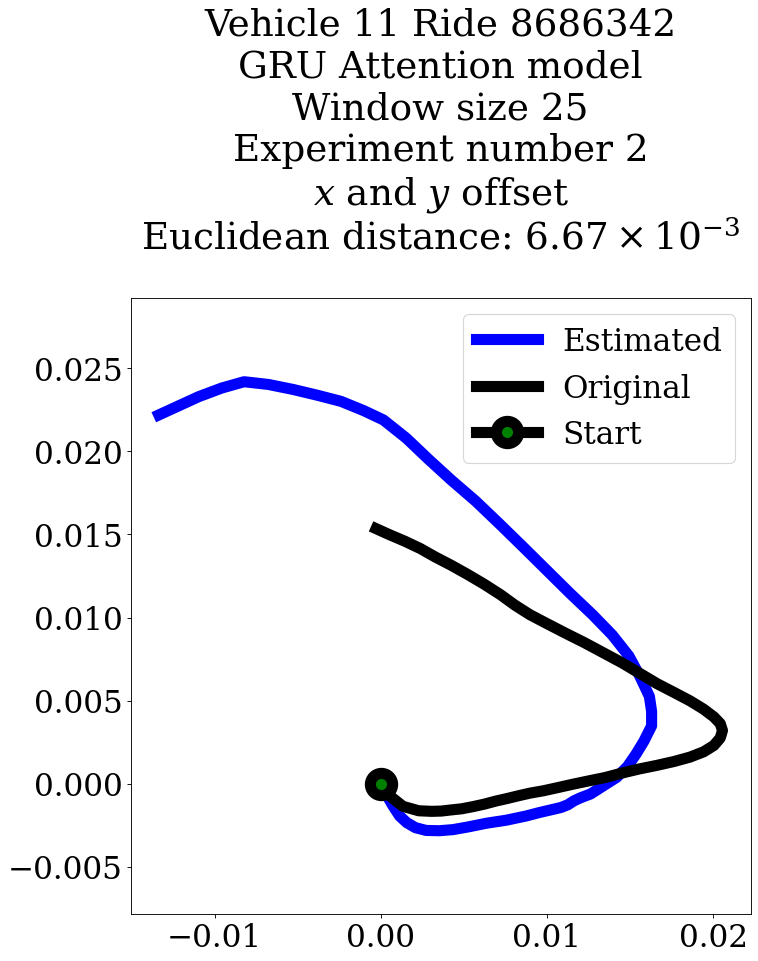 Vehicle 11 Ride 8686342
GRU Attention model
Window size 25
Experiment number 2
x and y offset
Euclidean distance: 6.67 × 10⁻³
Estimated
Original
Start
0.025
0.020
0.015
0.010
0.005
0.000
−0.005
−0.01 0.00 0.01 0.02